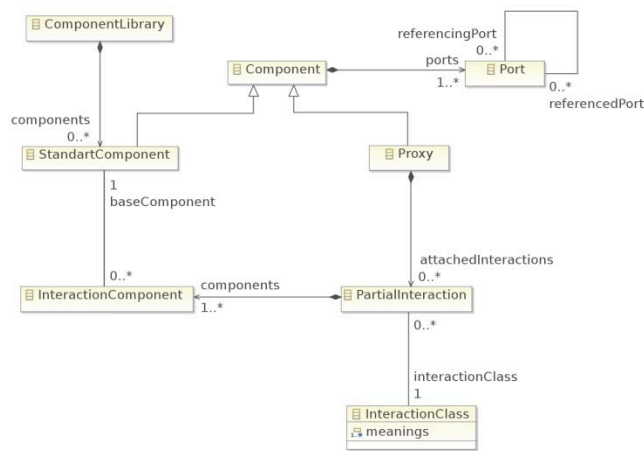 ComponentLibrary
referencingPort
0..*
Component
ports
1..*
Port
0..*
referencedPort
components
0..*
StandartComponent
Proxy
1
baseComponent
attachedInteractions
0..*
0..*
InteractionComponent
components
1..*
PartialInteraction
0..*
interactionClass
1
InteractionClass
meanings